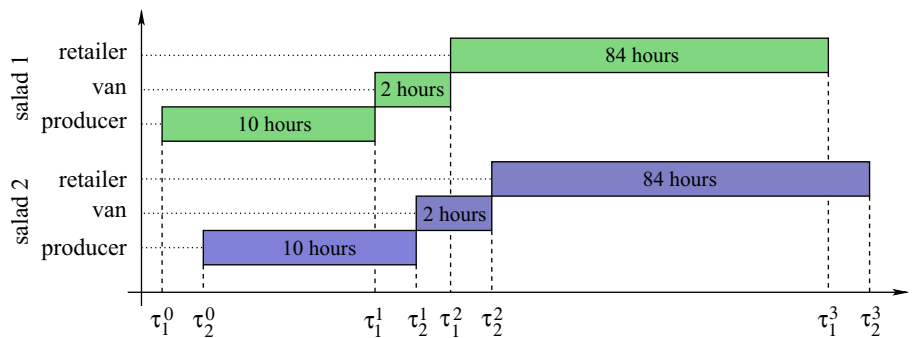 salad 1
retailer
84 hours
van
2 hours
producer
10 hours
salad 2
retailer
84 hours
van
2 hours
producer
10 hours
τ₁⁰ τ₂⁰ τ₁¹ τ₂¹ τ₁² τ₂² τ₁³ τ₂³